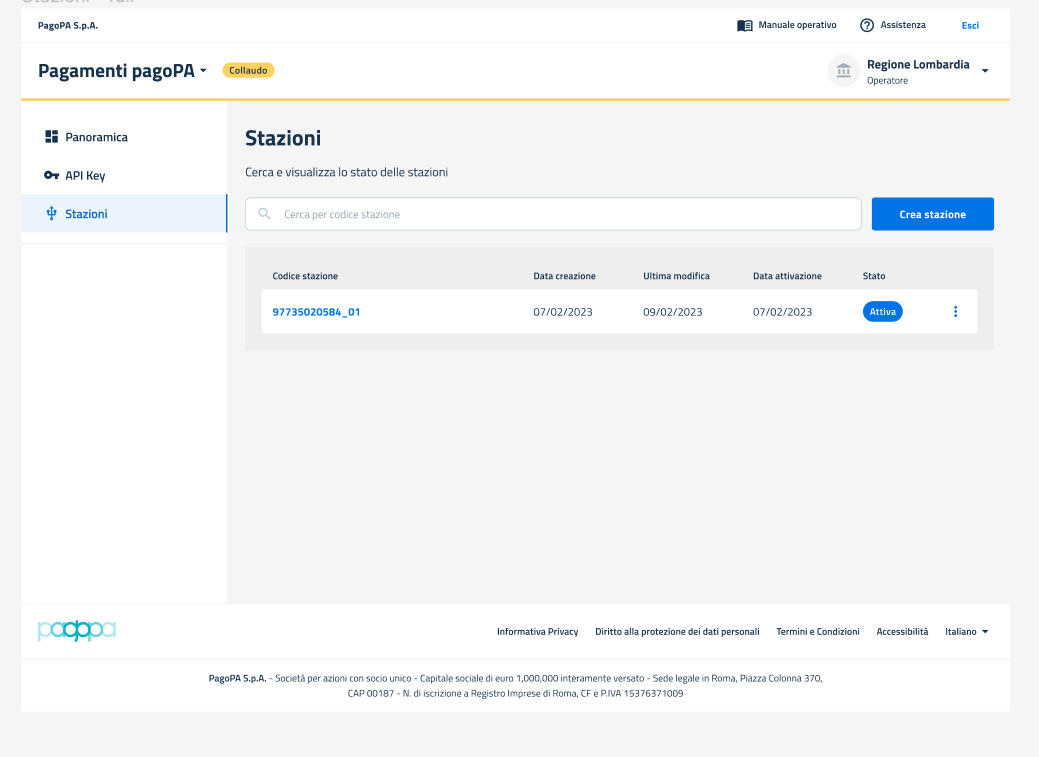 PagoPA S.p.A.
Manuale operativo
Assistenza
Esci
Pagamenti pagoPA
Collaudo
Regione Lombardia
Operatore
Panoramica
API Key
Stazioni
Stazioni
Cerca e visualizza lo stato delle stazioni
Cerca per codice stazione
Crea stazione
Codice stazione Data creazione Ultima modifica Data attivazione Stato
97735020584_01 07/02/2023 09/02/2023 07/02/2023 Attiva
pagopa
Informativa Privacy Diritto alla protezione dei dati personali Termini e Condizioni Accessibilità Italiano
PagoPA S.p.A. - Società per azioni con socio unico - Capitale sociale di euro 1,000,000 interamente versato - Sede legale in Roma, Piazza Colonna 370,
CAP 00187 - N. di iscrizione a Registro Imprese di Roma, CF e P.IVA 15376371009